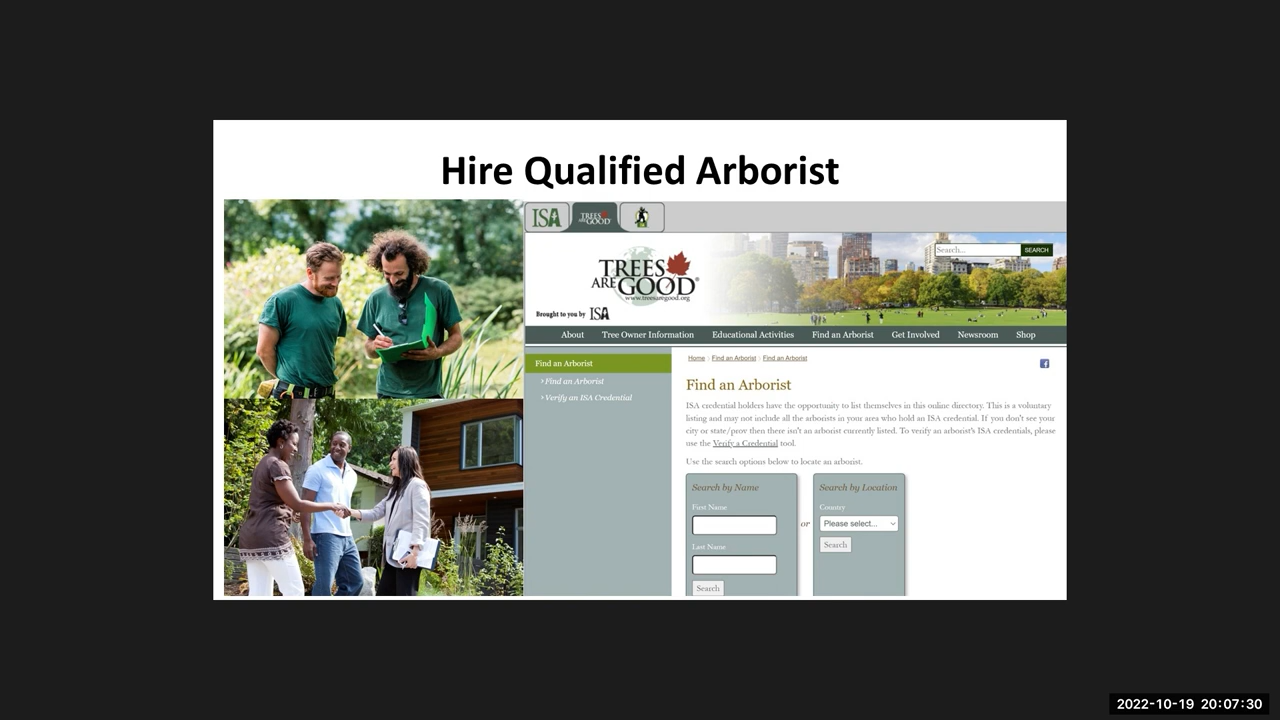 Hire Qualified Arborist
ISA
TREES ARE GOOD
Search...
SEARCH
TREES
ARE GOOD®
www.treesaregood.org
Brought to you by ISA
About Tree Owner Information Educational Activities Find an Arborist Get Involved Newsroom Shop
Find an Arborist
› Find an Arborist
› Verify an ISA Credential
Home › Find an Arborist › Find an Arborist
f
Find an Arborist
ISA credential holders have the opportunity to list themselves in this online directory. This is a voluntary
listing and may not include all the arborists in your area who hold an ISA credential. If you don't see your
city or state/prov then there isn't an arborist currently listed. To verify an arborist's ISA credentials, please
use the Verify a Credential tool.
Use the search options below to locate an arborist.
Search by Name
First Name
Last Name
Search
or
Search by Location
Country
Please select...
Search
2022-10-19 20:07:30